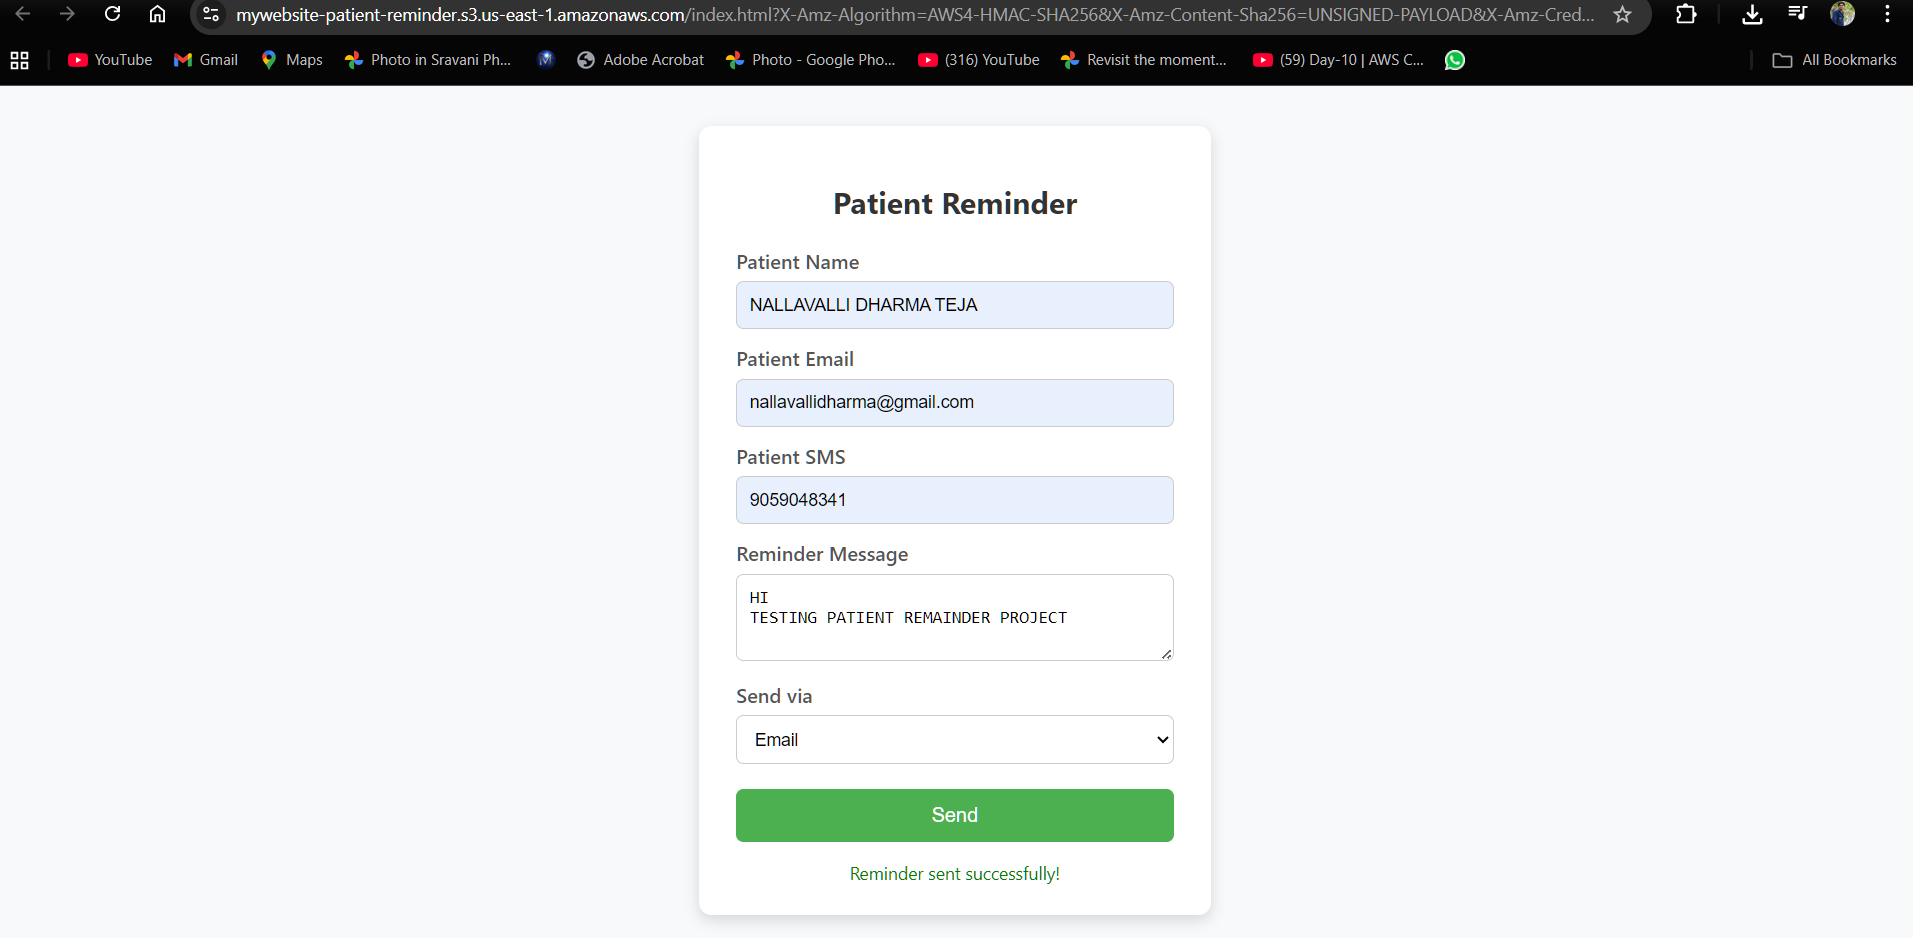 mywebsite-patient-reminder.s3.us-east-1.amazonaws.com/index.html?X-Amz-Algorithm=AWS4-HMAC-SHA256&X-Amz-Content-Sha256=UNSIGNED-PAYLOAD&X-Amz-Cred...
YouTube Gmail Maps Photo in Sravani Ph... M Adobe Acrobat Photo - Google Pho... (316) YouTube Revisit the moment... (59) Day-10 | AWS C... All Bookmarks
Patient Reminder
Patient Name
NALLAVALLI DHARMA TEJA
Patient Email
nallavallidharma@gmail.com
Patient SMS
9059048341
Reminder Message
HI
TESTING PATIENT REMAINDER PROJECT
Send via
Email
Send
Reminder sent successfully!